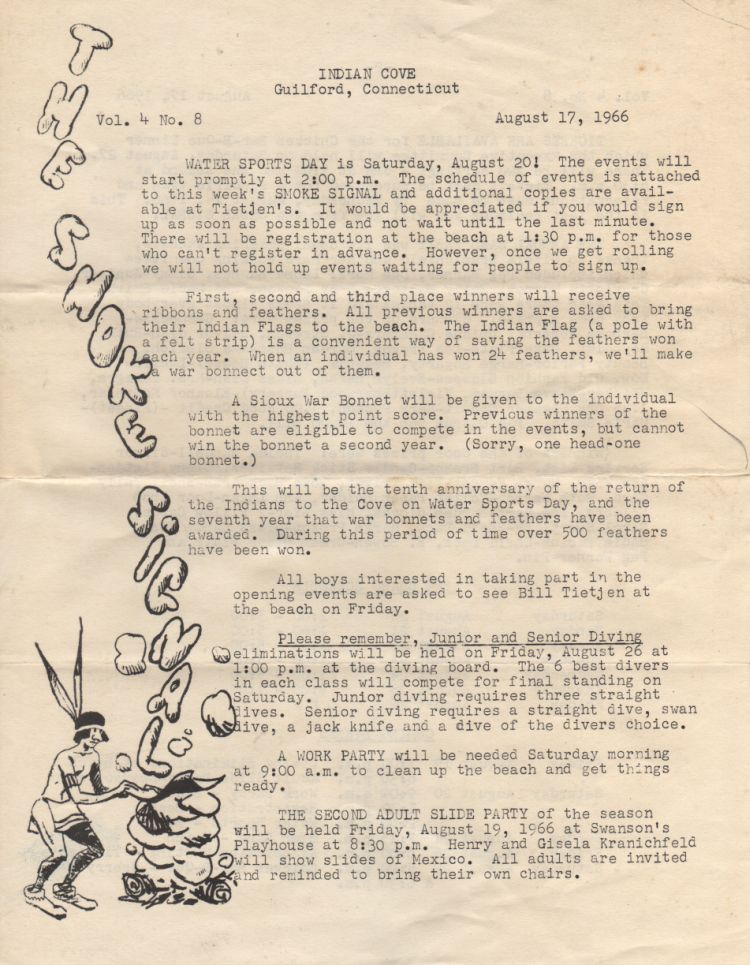 THE SMOKE SIGNAL
INDIAN COVE
Guilford, Connecticut
Vol. 4 No. 8 August 17, 1966
WATER SPORTS DAY is Saturday, August 20! The events will
start promptly at 2:00 p.m. The schedule of events is attached
to this week's SMOKE SIGNAL and additional copies are avail-
able at Tietjen's. It would be appreciated if you would sign
up as soon as possible and not wait until the last minute.
There will be registration at the beach at 1:30 p.m. for those
who can't register in advance. However, once we get rolling
we will not hold up events waiting for people to sign up.
First, second and third place winners will receive
ribbons and feathers. All previous winners are asked to bring
their Indian Flags to the beach. The Indian Flag (a pole with
a felt strip) is a convenient way of saving the feathers won
each year. When an individual has won 24 feathers, we'll make
a war bonnect out of them.
A Sioux War Bonnet will be given to the individual
with the highest point score. Previous winners of the
bonnet are eligible to compete in the events, but cannot
win the bonnet a second year. (Sorry, one head-one
bonnet.)
This will be the tenth anniversary of the return of
the Indians to the Cove on Water Sports Day, and the
seventh year that war bonnets and feathers have been
awarded. During this period of time over 500 feathers
have been won.
All boys interested in taking part in the
opening events are asked to see Bill Tietjen at
the beach on Friday.
Please remember, Junior and Senior Diving
eliminations will be held on Friday, August 26 at
1:00 p.m. at the diving board. The 6 best divers
in each class will compete for final standing on
Saturday. Junior diving requires three straight
dives. Senior diving requires a straight dive, swan
dive, a jack knife and a dive of the divers choice.
A WORK PARTY will be needed Saturday morning
at 9:00 a.m. to clean up the beach and get things
ready.
THE SECOND ADULT SLIDE PARTY of the season
will be held Friday, August 19, 1966 at Swanson's
Playhouse at 8:30 p.m. Henry and Gisela Kranichfeld
will show slides of Mexico. All adults are invited
and reminded to bring their own chairs.